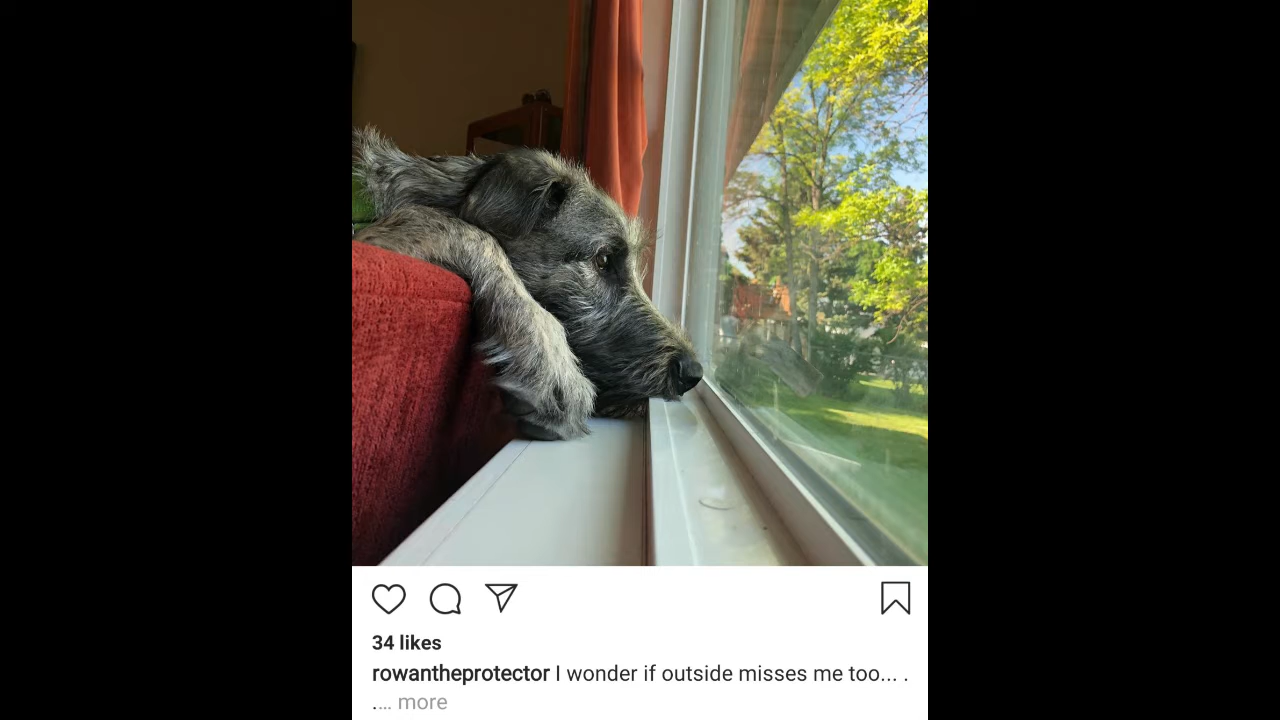 34 likes
rowantheprotector I wonder if outside misses me too... .
.... more